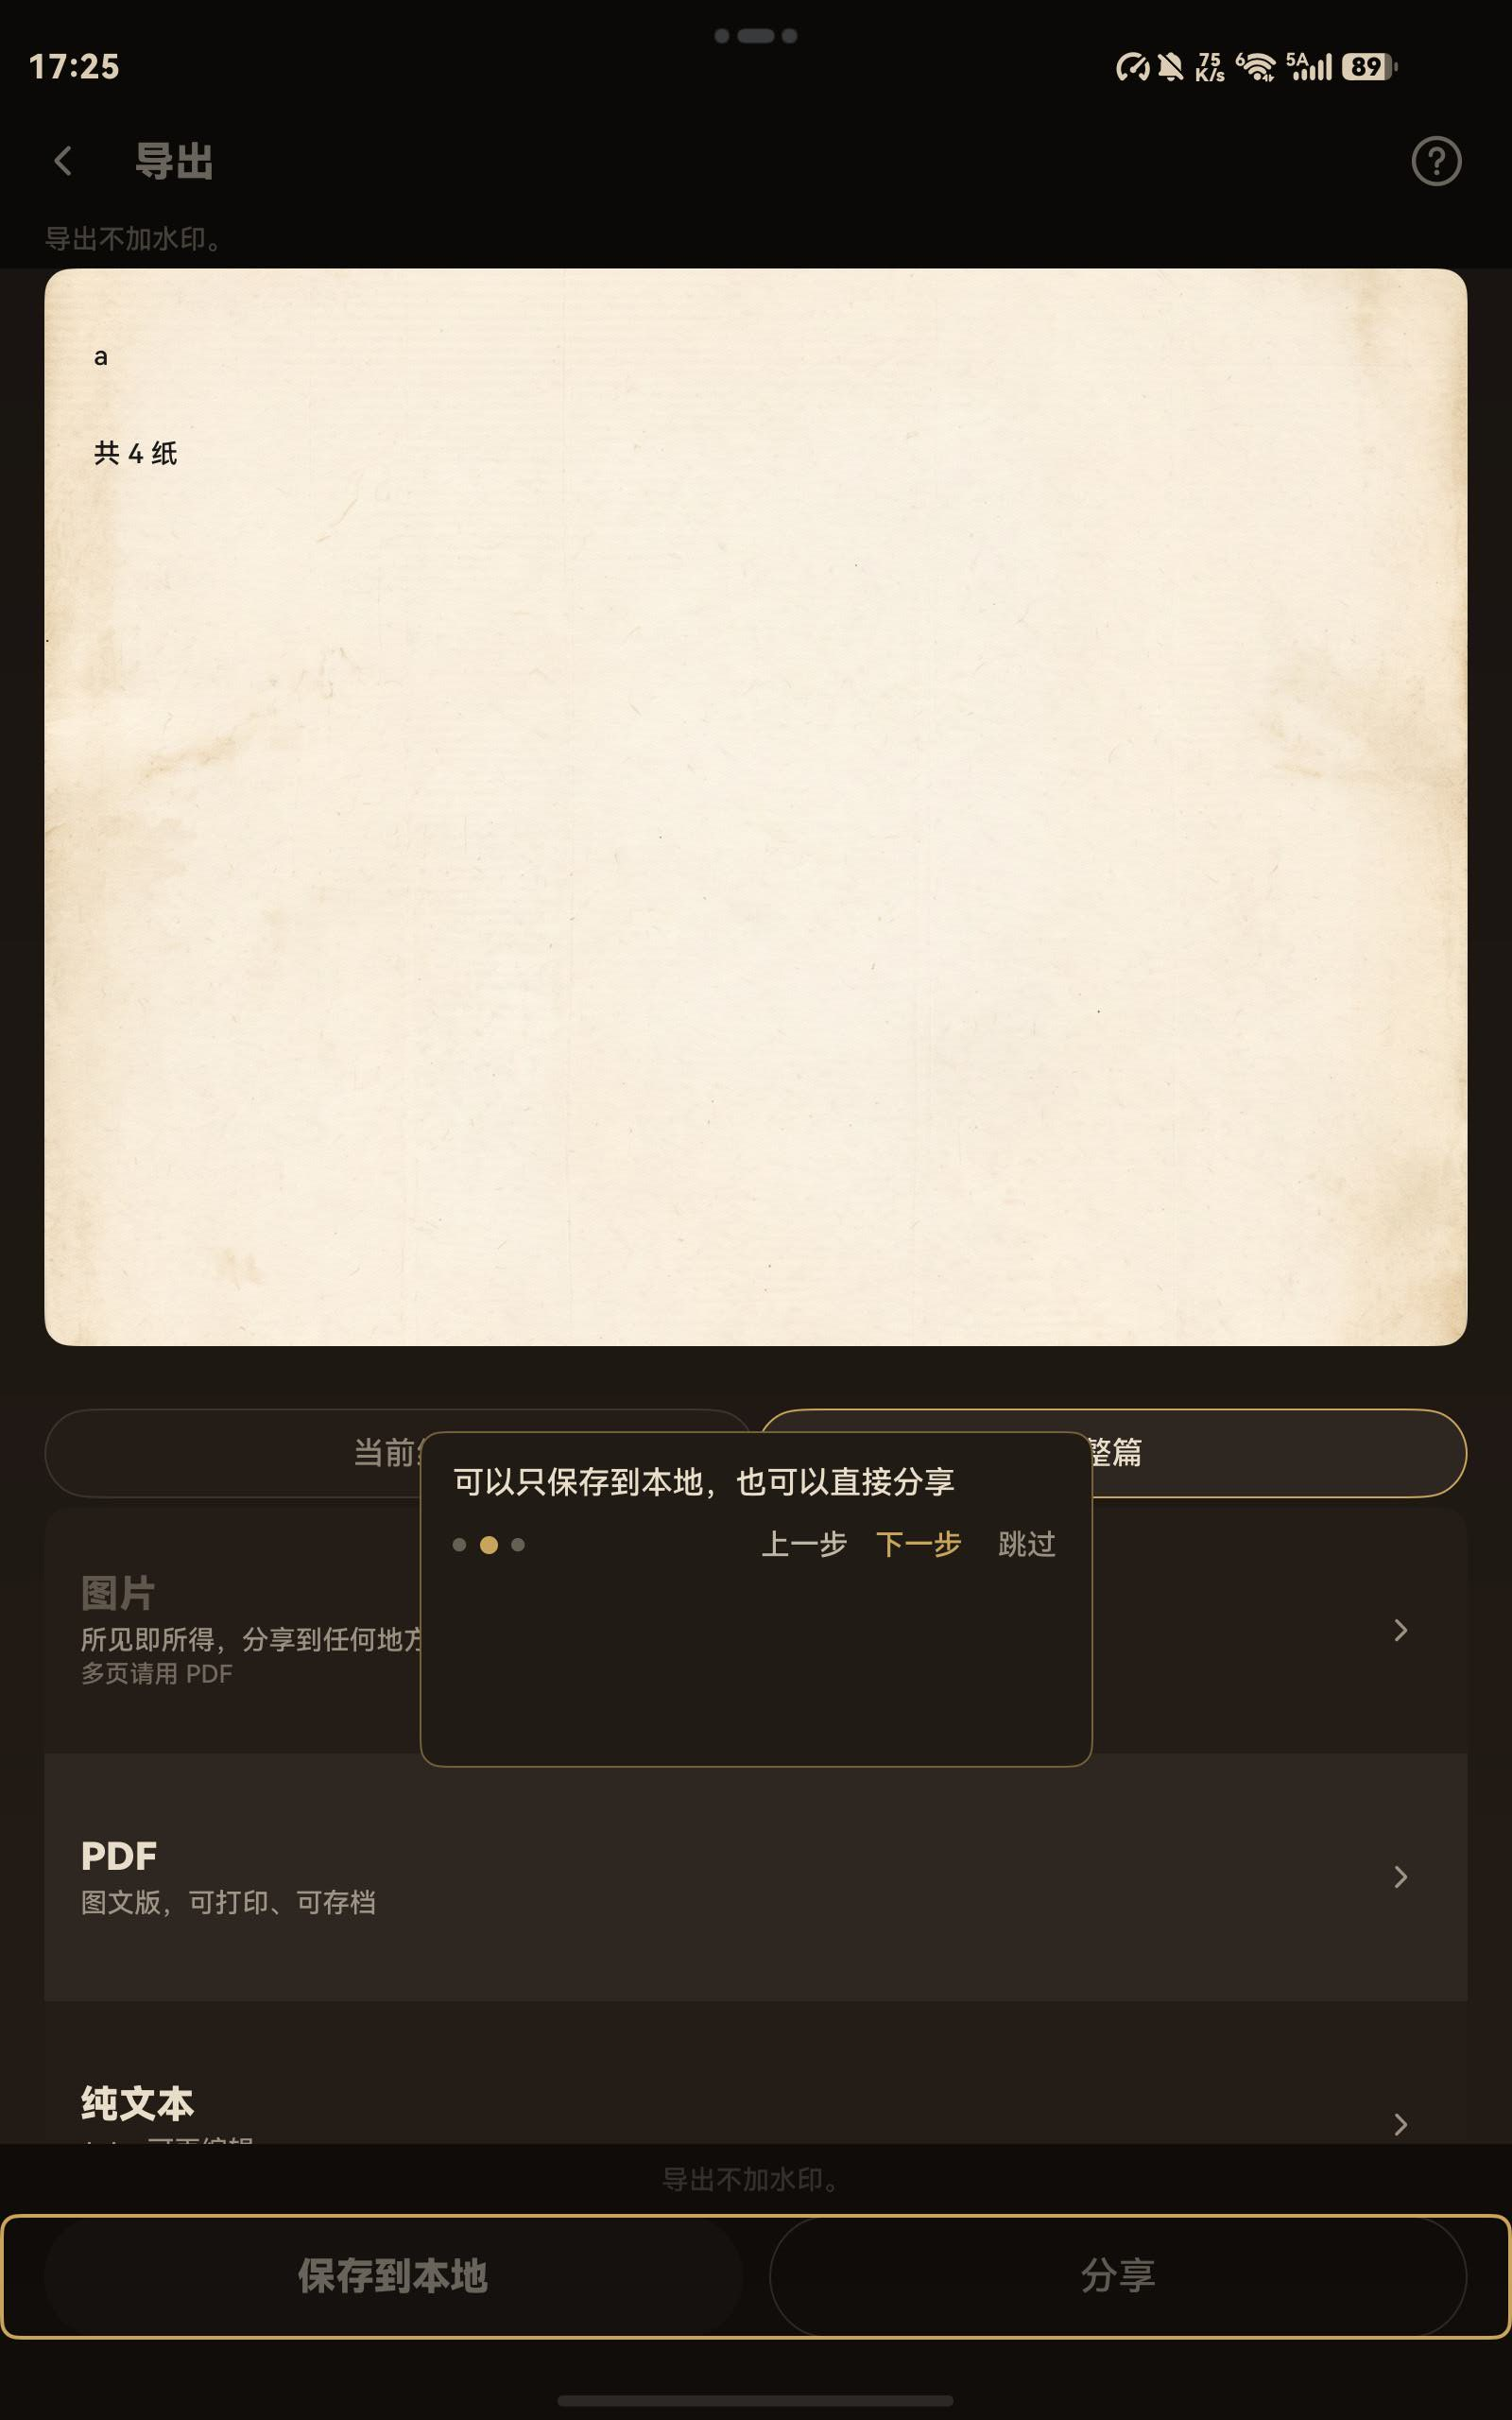 17:25
75 K/s 6 5A 89
导出
导出不加水印。
a
共 4 纸
当前
整篇
可以只保存到本地，也可以直接分享
上一步 下一步 跳过
图片
所见即所得，分享到任何地方
多页请用 PDF
PDF
图文版，可打印、可存档
纯文本
导出不加水印。
保存到本地 分享